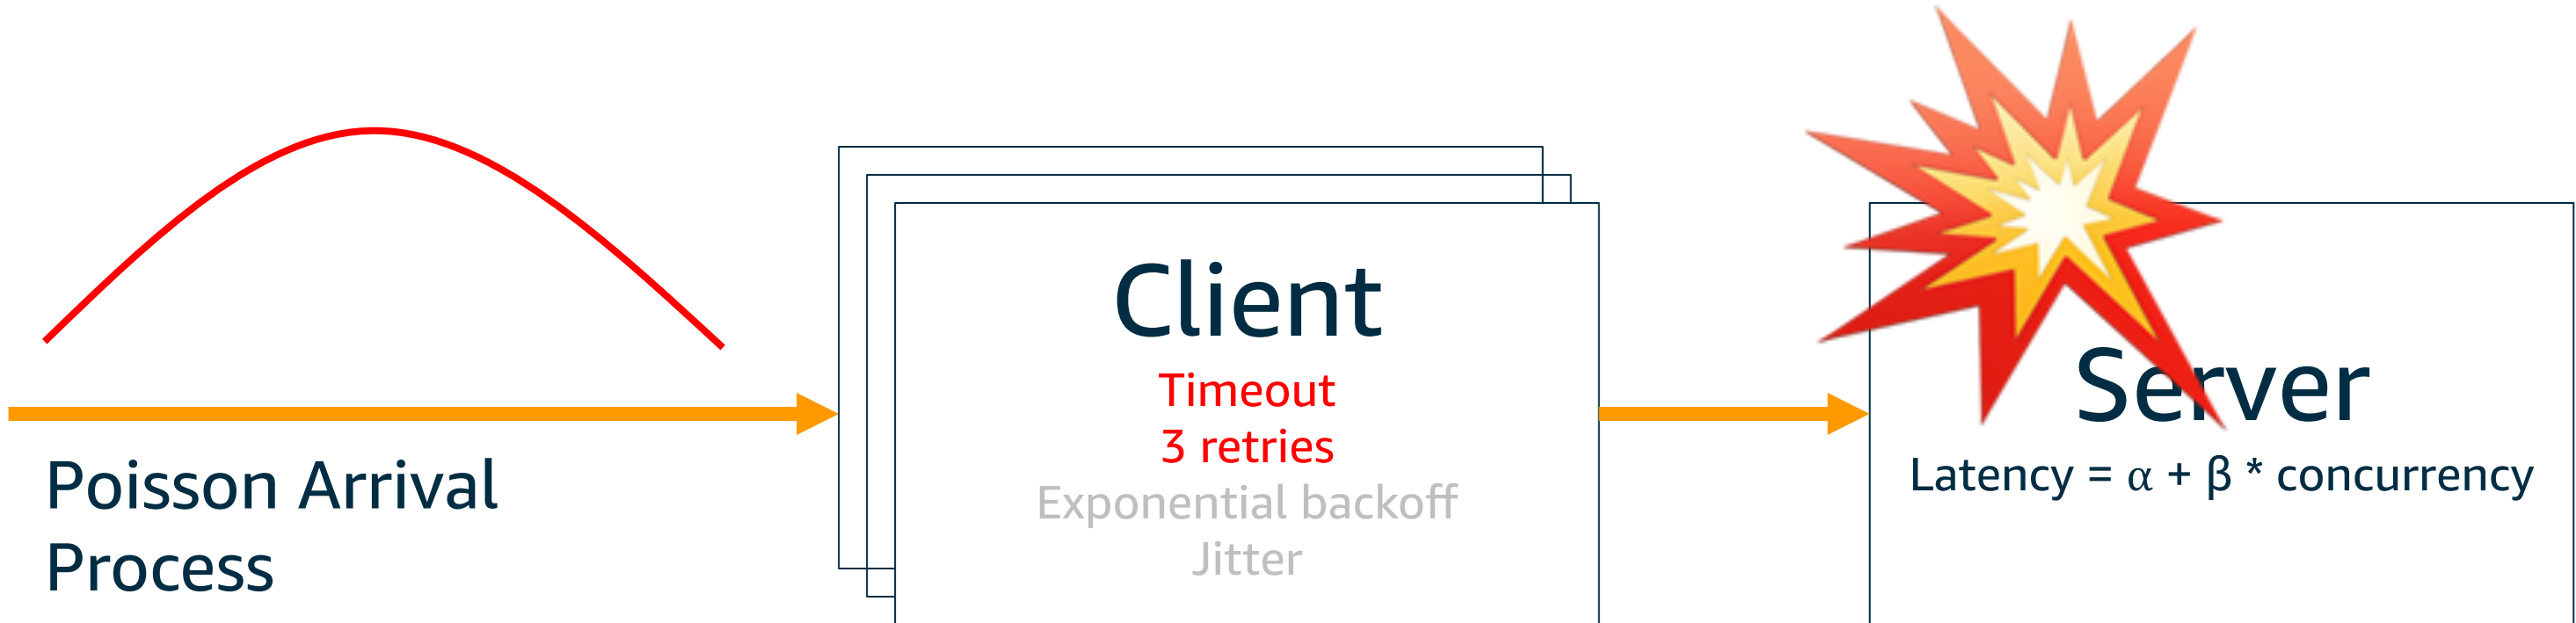 Poisson Arrival
Process
Client
Timeout
3 retries
Exponential backoff
Jitter
Server
Latency = α + β * concurrency